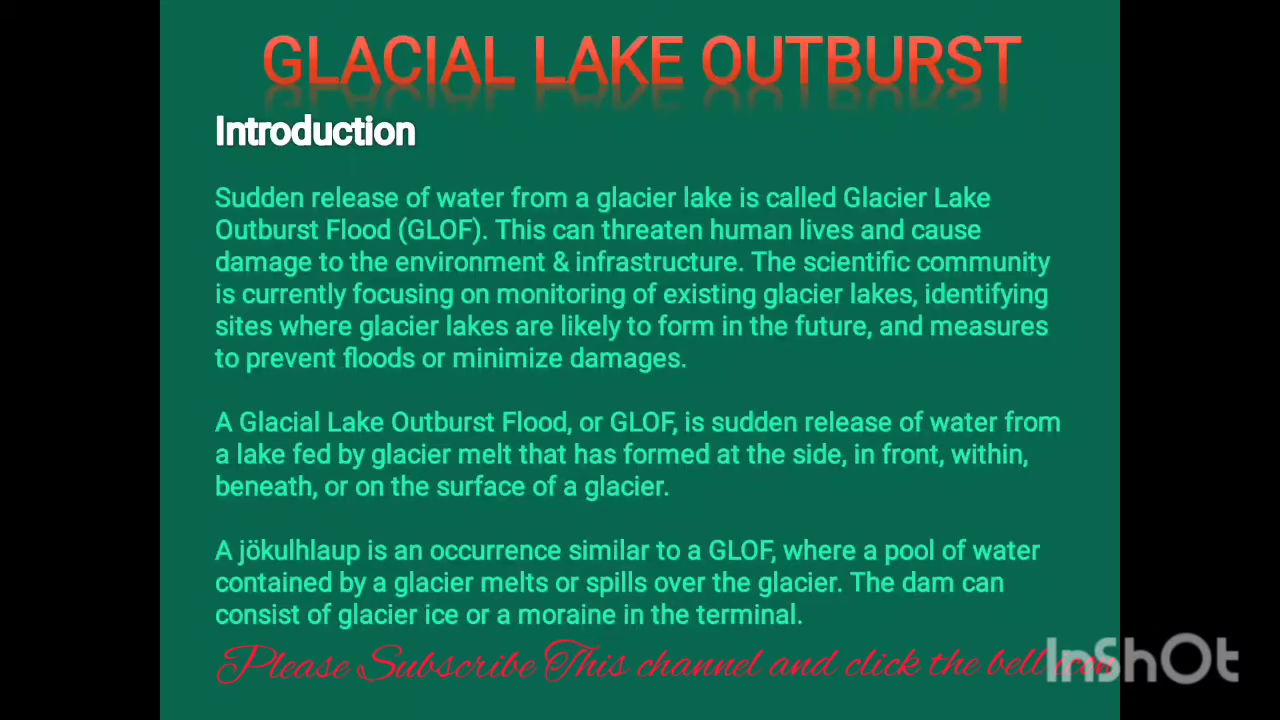 GLACIAL LAKE OUTBURST
Introduction
Sudden release of water from a glacier lake is called Glacier Lake
Outburst Flood (GLOF). This can threaten human lives and cause
damage to the environment & infrastructure. The scientific community
is currently focusing on monitoring of existing glacier lakes, identifying
sites where glacier lakes are likely to form in the future, and measures
to prevent floods or minimize damages.
A Glacial Lake Outburst Flood, or GLOF, is sudden release of water from
a lake fed by glacier melt that has formed at the side, in front, within,
beneath, or on the surface of a glacier.
A jökulhlaup is an occurrence similar to a GLOF, where a pool of water
contained by a glacier melts or spills over the glacier. The dam can
consist of glacier ice or a moraine in the terminal.
Please Subscribe This channel and click the bell icon
InShOt